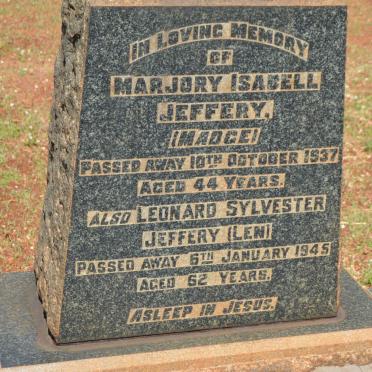 IN LOVING MEMORY
OF
MARJORY ISABELL
JEFFERY.
(MADGE)
PASSED AWAY 10TH OCTOBER 1937
AGED 44 YEARS.
ALSO LEONARD SYLVESTER
JEFFERY (LEN)
PASSED AWAY 6TH JANUARY 1945
AGED 62 YEARS.
ASLEEP IN JESUS.